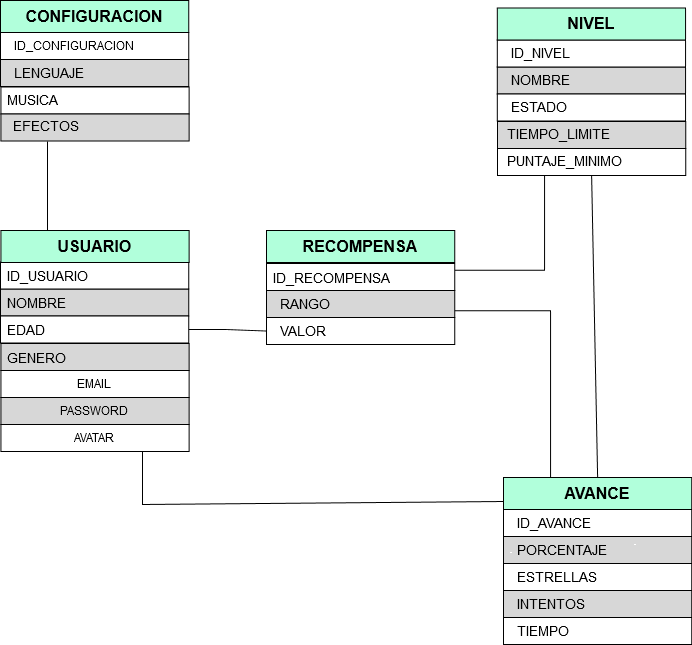 CONFIGURACION
ID_CONFIGURACION
LENGUAJE
MUSICA
EFECTOS
NIVEL
ID_NIVEL
NOMBRE
ESTADO
TIEMPO_LIMITE
PUNTAJE_MINIMO
USUARIO
ID_USUARIO
NOMBRE
EDAD
GENERO
EMAIL
PASSWORD
AVATAR
RECOMPENSA
ID_RECOMPENSA
RANGO
VALOR
AVANCE
ID_AVANCE
PORCENTAJE
ESTRELLAS
INTENTOS
TIEMPO